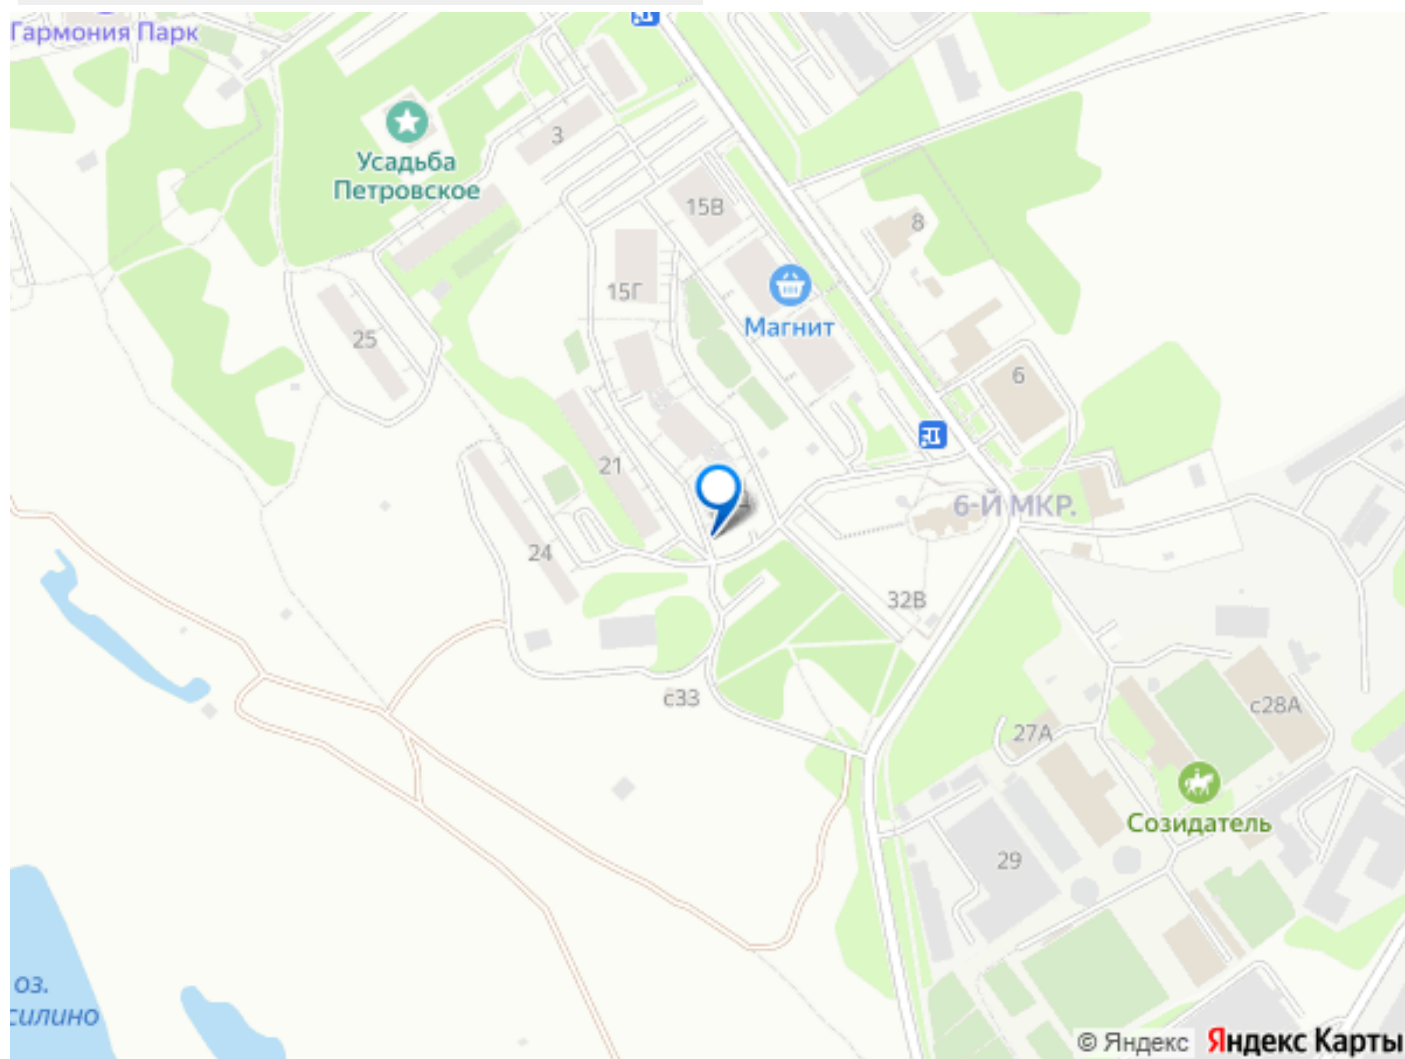 Гармония Парк
3
Усадьба
Петровское
15В
8
15Г
Магнит
25
6
21
6-Й МКР.
24
32В
с33
с28А
27А
Созидатель
29
оз.
силино
© Яндекс Яндекс Карты